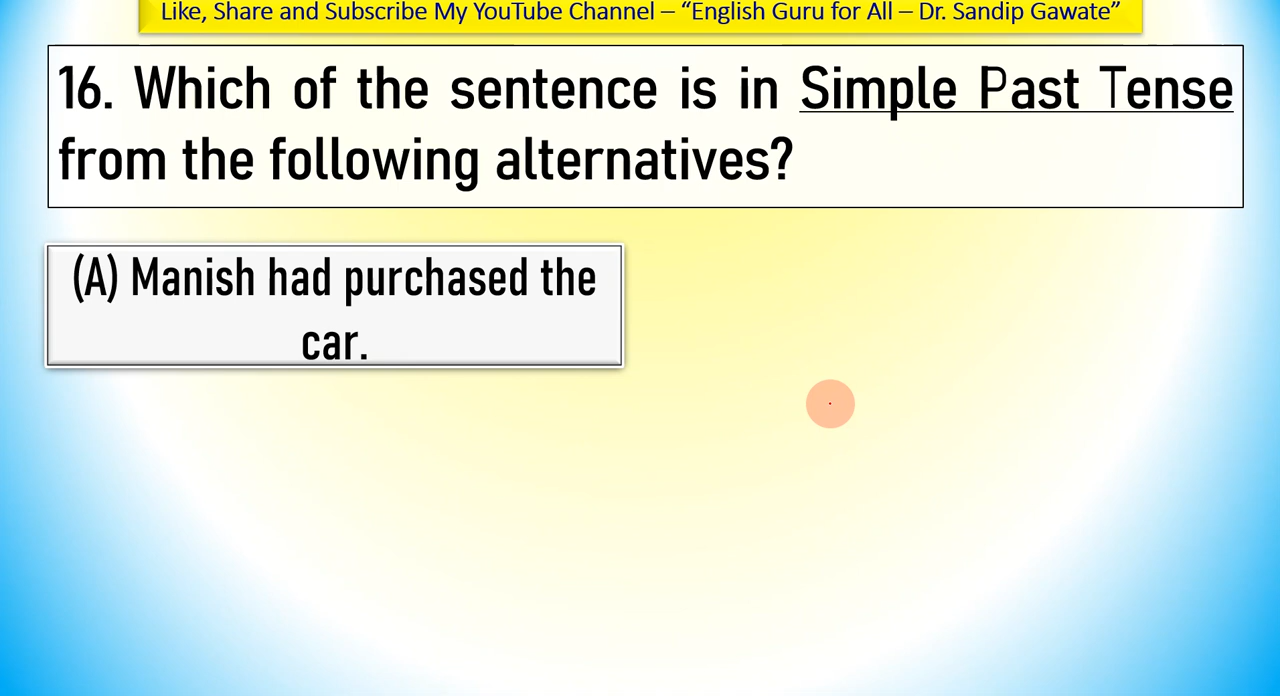 Like, Share and Subscribe My YouTube Channel – “English Guru for All – Dr. Sandip Gawate”
16. Which of the sentence is in Simple Past Tense
from the following alternatives?
(A) Manish had purchased the
car.